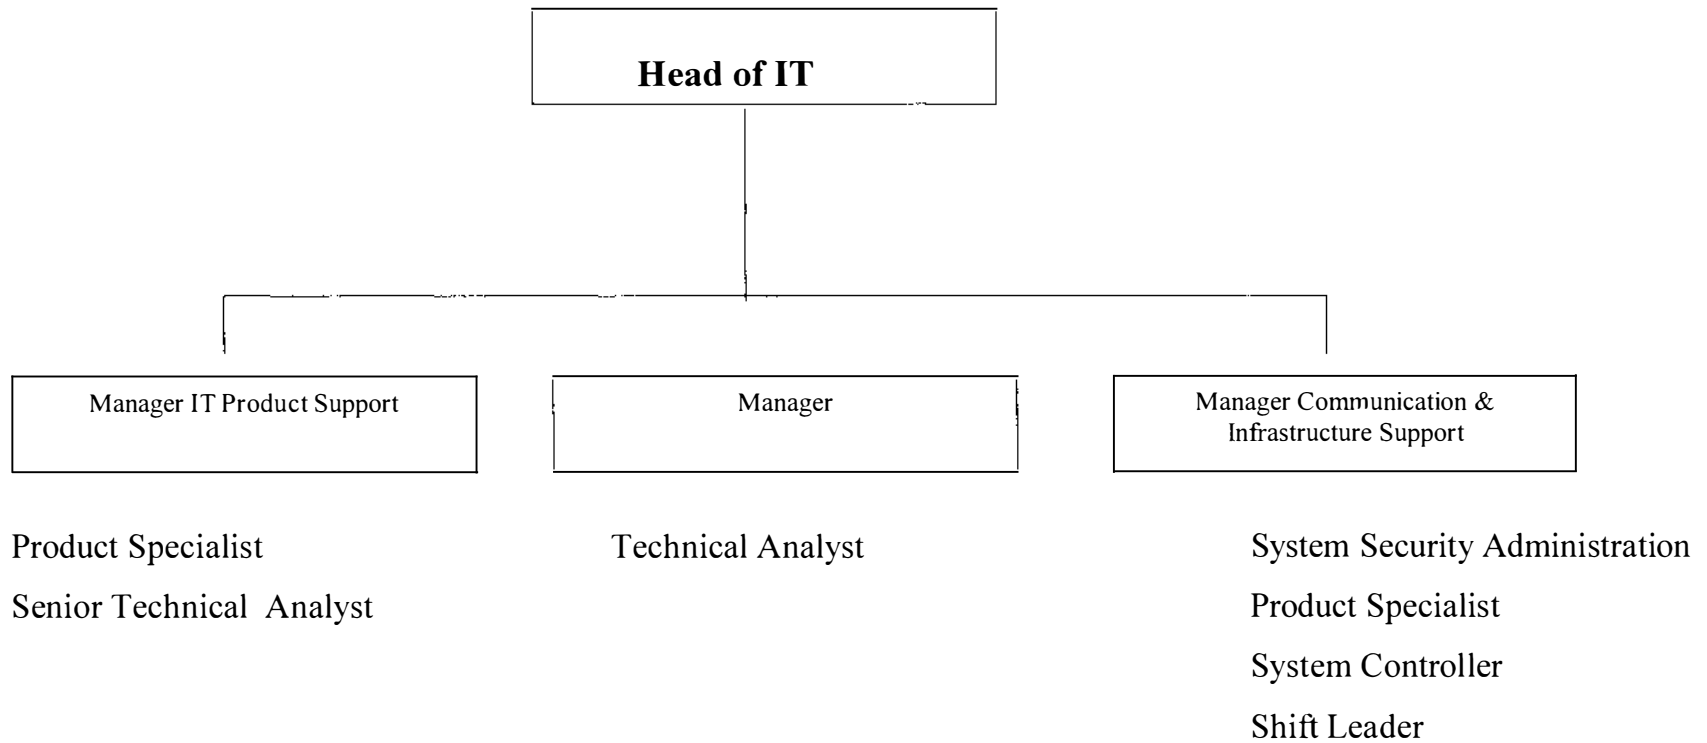 Head of IT
Manager IT Product Support
Manager
Manager Communication &
Infrastructure Support
Product Specialist
Senior Technical Analyst
Technical Analyst
System Security Administration
Product Specialist
System Controller
Shift Leader